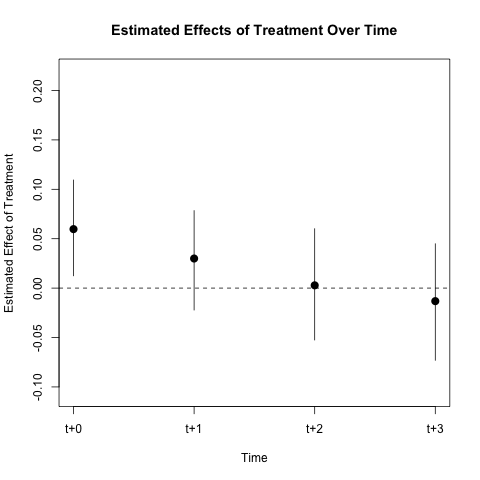 Estimated Effects of Treatment Over Time
Estimated Effect of Treatment
0.20
0.15
0.10
0.05
0.00
-0.05
-0.10
t+0 t+1 t+2 t+3
Time